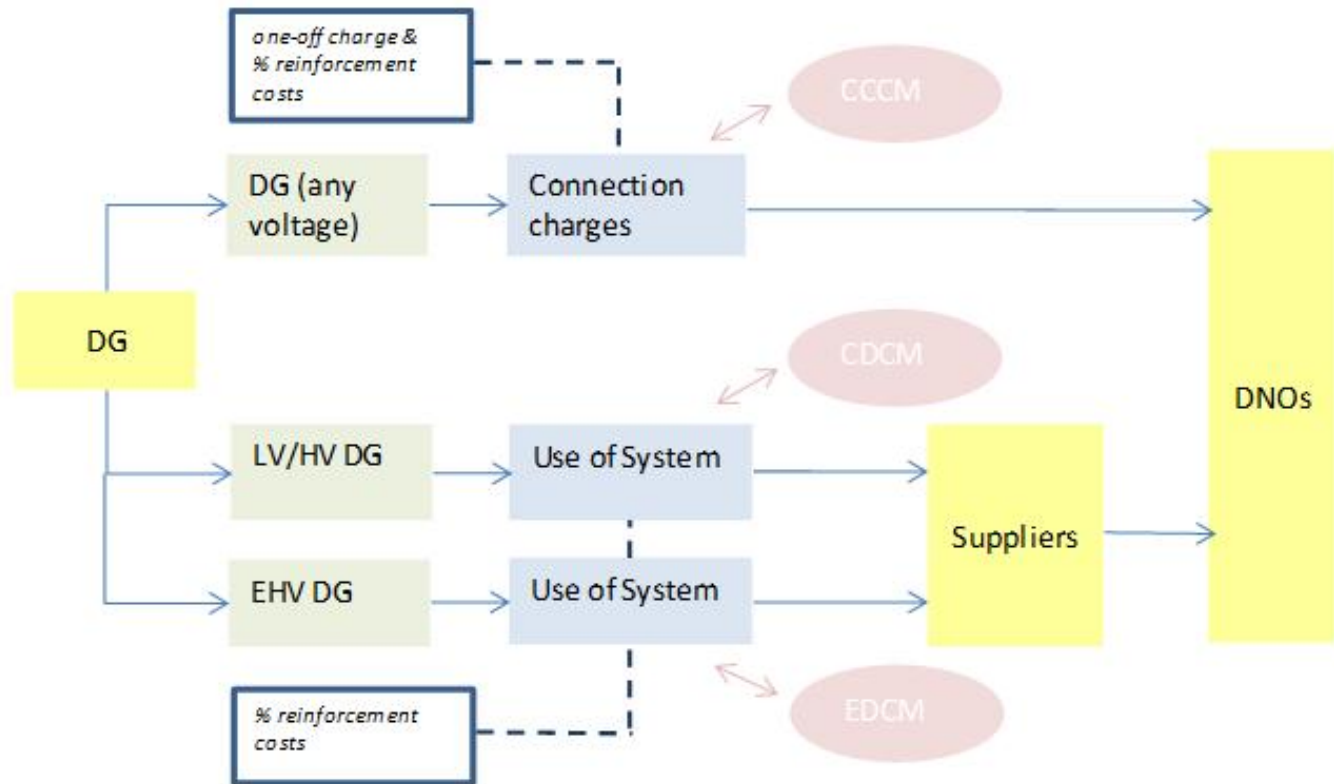 one-off charge &
% reinforcement
costs
CCCM
DG (any
voltage)
Connection
charges
DG
CDCM
DNOs
LV/HV DG
Use of System
Suppliers
EHV DG
Use of System
% reinforcement
costs
EDCM